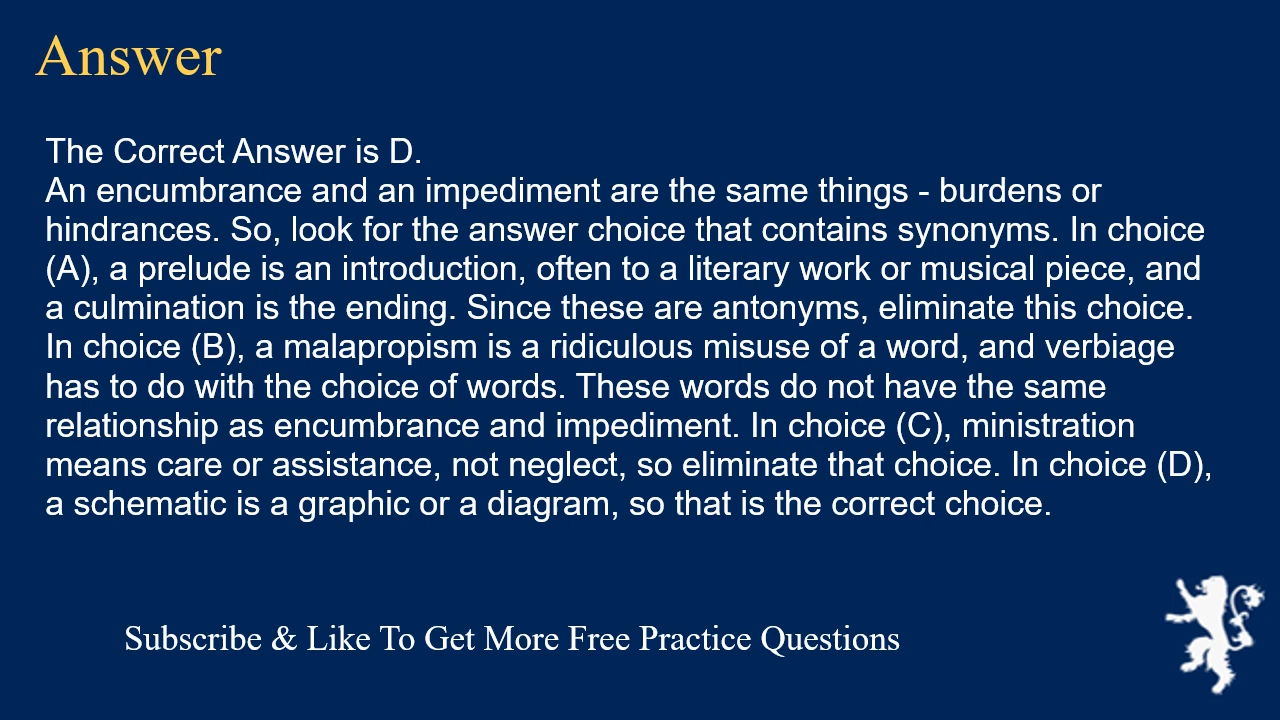 Answer
The Correct Answer is D.
An encumbrance and an impediment are the same things - burdens or
hindrances. So, look for the answer choice that contains synonyms. In choice
(A), a prelude is an introduction, often to a literary work or musical piece, and
a culmination is the ending. Since these are antonyms, eliminate this choice.
In choice (B), a malapropism is a ridiculous misuse of a word, and verbiage
has to do with the choice of words. These words do not have the same
relationship as encumbrance and impediment. In choice (C), ministration
means care or assistance, not neglect, so eliminate that choice. In choice (D),
a schematic is a graphic or a diagram, so that is the correct choice.
Subscribe & Like To Get More Free Practice Questions